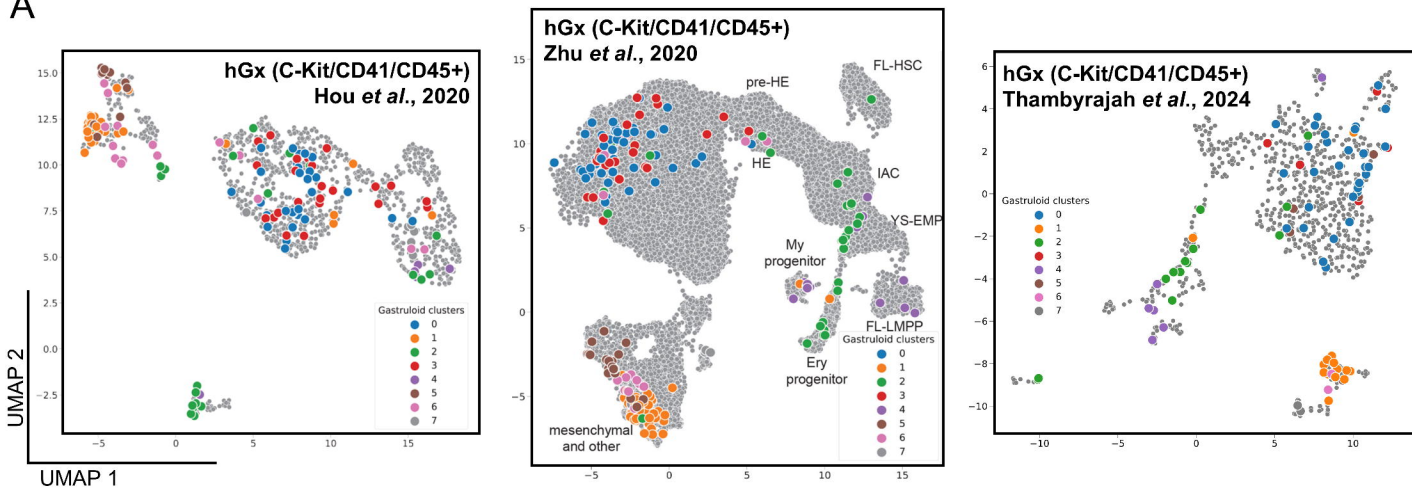 A
hGx (C-Kit/CD41/CD45+)
Hou et al., 2020
15.0
12.5
10.0
7.5
5.0
2.5
0.0
−2.5
−5
0
5
10
15
Gastruloid clusters
0
1
2
3
4
5
6
7
UMAP 2
UMAP 1
hGx (C-Kit/CD41/CD45+)
Zhu et al., 2020
15
10
5
0
−5
−5
0
5
10
15
pre-HE
FL-HSC
HE
IAC
YS-EMP
My
progenitor
FL-LMPP
Ery
progenitor
mesenchymal
and other
Gastruloid clusters
0
1
2
3
4
5
6
7
hGx (C-Kit/CD41/CD45+)
Thambyrajah et al., 2024
6
4
2
0
−2
−4
−6
−8
−10
−10
−5
0
5
10
Gastruloid clusters
0
1
2
3
4
5
6
7